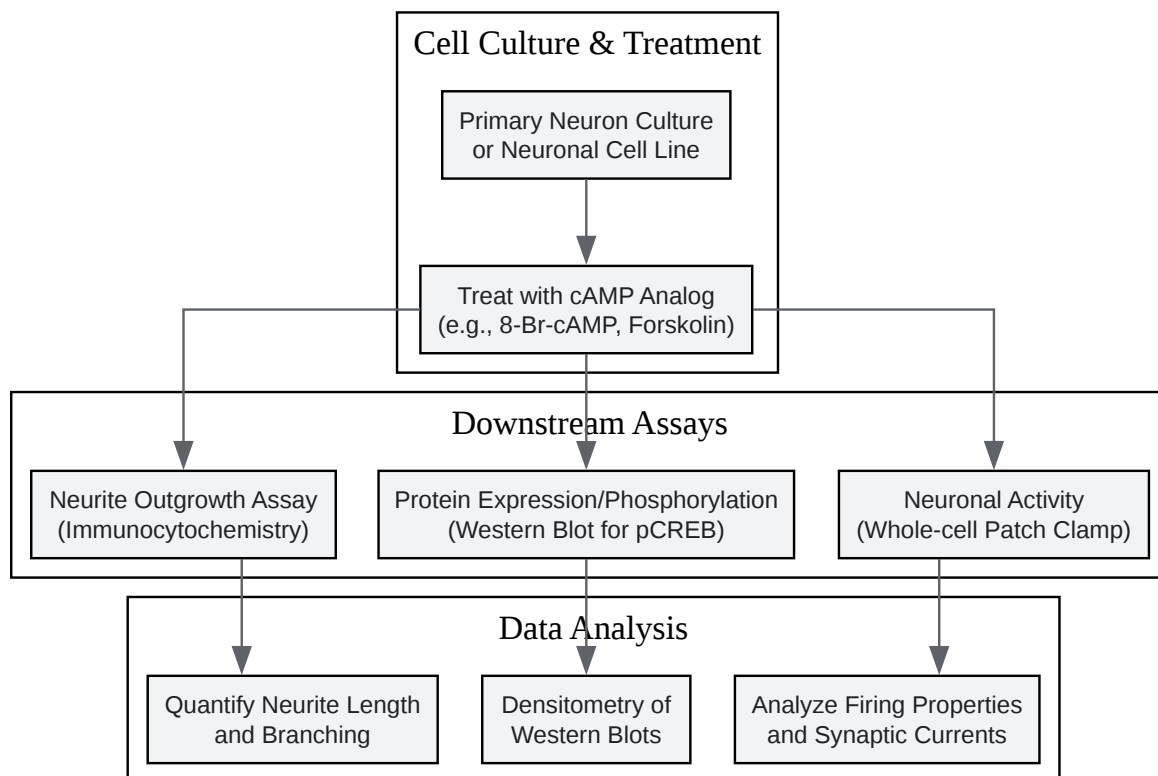 Cell Culture & Treatment
Primary Neuron Culture
or Neuronal Cell Line
Treat with cAMP Analog
(e.g., 8-Br-cAMP, Forskolin)
Downstream Assays
Neurite Outgrowth Assay
(Immunocytochemistry)
Protein Expression/Phosphorylation
(Western Blot for pCREB)
Neuronal Activity
(Whole-cell Patch Clamp)
Data Analysis
Quantify Neurite Length
and Branching
Densitometry of
Western Blots
Analyze Firing Properties
and Synaptic Currents